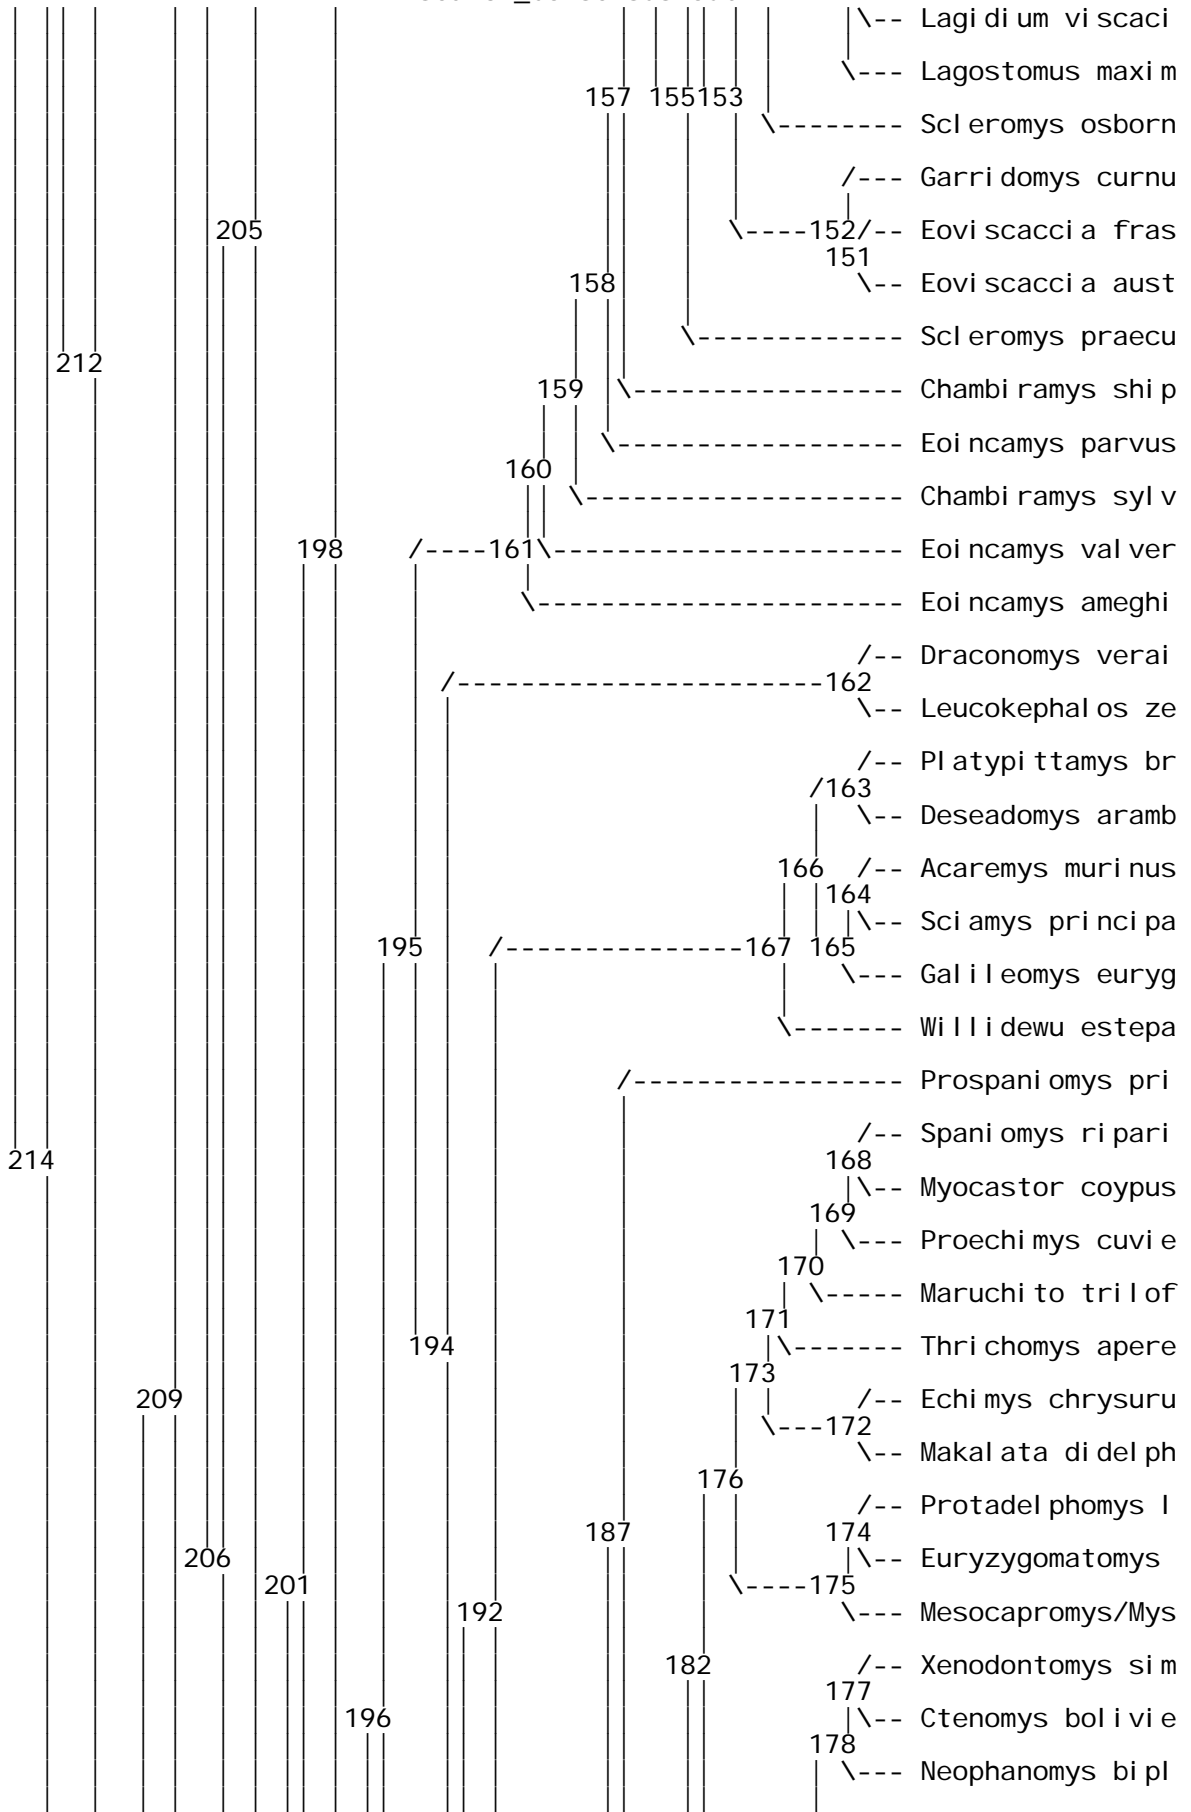 Lagidium viscaci
Lagostomus maxim
157 155 153
Scleromys osborn
Garridomys curnu
205 152 Eoviscaccia fras
151
158 Eoviscaccia aust
Scleromys praecu
212
159 Chambiramys ship
Eoincamys parvus
160
Chambiramys sylv
198 161 Eoincamys valver
Eoincamys ameghi
Draconomys verai
162
Leucokephalos ze
Platypittamys br
163
Deseadomys aramb
166 Acaremys murinus
164
Sciamys principa
195 167 165
Galileomys euryg
Willidewu estepa
Prospaniomys pri
Spaniomys ripari
214 168
Myocastor coypus
169
Proechimys cuvie
170
Maruchito trilof
171
194 Thrichomys apere
173
209 Echimys chrysuru
172
Makalata didelph
176
Protadelphomys l
187 174
206 Euryzygomatomys
201 175
192 Mesocapromys/Mys
182 Xenodontomys sim
177
196 Ctenomys bolivie
178
Neophanomys bipl